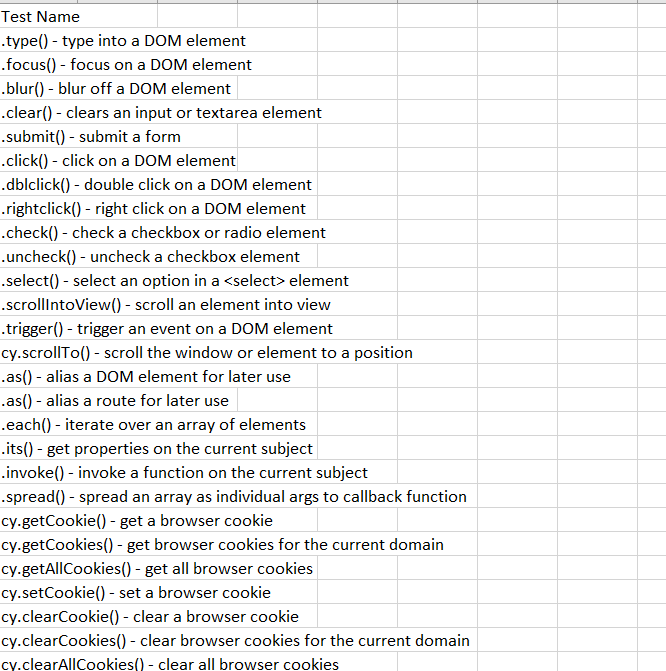 Test Name
.type() - type into a DOM element
.focus() - focus on a DOM element
.blur() - blur off a DOM element
.clear() - clears an input or textarea element
.submit() - submit a form
.click() - click on a DOM element
.dblclick() - double click on a DOM element
.rightclick() - right click on a DOM element
.check() - check a checkbox or radio element
.uncheck() - uncheck a checkbox element
.select() - select an option in a <select> element
.scrollIntoView() - scroll an element into view
.trigger() - trigger an event on a DOM element
cy.scrollTo() - scroll the window or element to a position
.as() - alias a DOM element for later use
.as() - alias a route for later use
.each() - iterate over an array of elements
.its() - get properties on the current subject
.invoke() - invoke a function on the current subject
.spread() - spread an array as individual args to callback function
cy.getCookie() - get a browser cookie
cy.getCookies() - get browser cookies for the current domain
cy.getAllCookies() - get all browser cookies
cy.setCookie() - set a browser cookie
cy.clearCookie() - clear a browser cookie
cy.clearCookies() - clear browser cookies for the current domain
cy.clearAllCookies() - clear all browser cookies